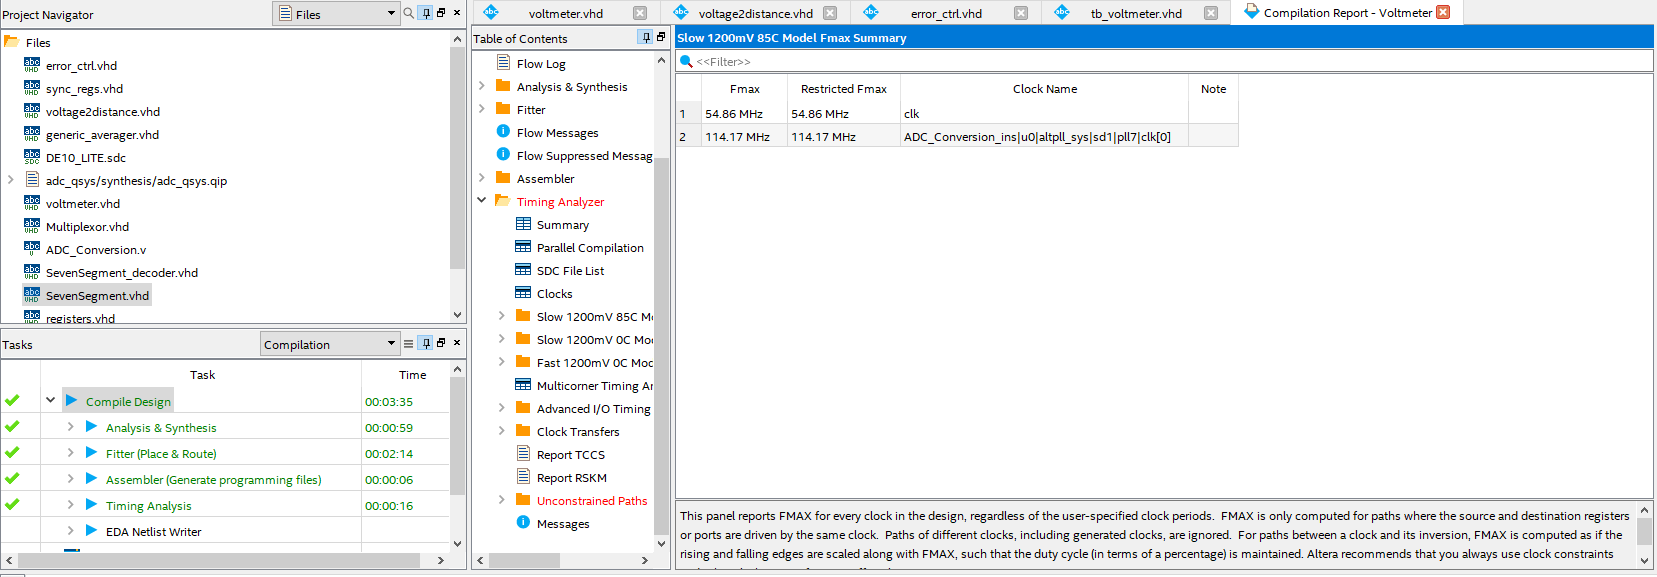 Project Navigator
Files
Files
error_ctrl.vhd
sync_regs.vhd
voltage2distance.vhd
generic_averager.vhd
DE10_LITE.sdc
adc_qsys/synthesis/adc_qsys.qip
voltmeter.vhd
Multiplexor.vhd
ADC_Conversion.v
SevenSegment_decoder.vhd
SevenSegment.vhd
registers.vhd
Tasks
Compilation
Task Time
Compile Design 00:03:35
Analysis & Synthesis 00:00:59
Fitter (Place & Route) 00:02:14
Assembler (Generate programming files) 00:00:06
Timing Analysis 00:00:16
EDA Netlist Writer
voltmeter.vhd voltage2distance.vhd error_ctrl.vhd tb_voltmeter.vhd Compilation Report - Voltmeter
Table of Contents
Flow Log
Analysis & Synthesis
Fitter
Flow Messages
Flow Suppressed Messag
Assembler
Timing Analyzer
Summary
Parallel Compilation
SDC File List
Clocks
Slow 1200mV 85C Mo
Slow 1200mV 0C Mod
Fast 1200mV 0C Mod
Multicorner Timing An
Advanced I/O Timing
Clock Transfers
Report TCCS
Report RSKM
Unconstrained Paths
Messages
Slow 1200mV 85C Model Fmax Summary
<<Filter>>
Fmax Restricted Fmax Clock Name Note
1 54.86 MHz 54.86 MHz clk
2 114.17 MHz 114.17 MHz ADC_Conversion_ins|u0|altpll_sys|sd1|pll7|clk[0]
This panel reports FMAX for every clock in the design, regardless of the user-specified clock periods. FMAX is only computed for paths where the source and destination registers
or ports are driven by the same clock. Paths of different clocks, including generated clocks, are ignored. For paths between a clock and its inversion, FMAX is computed as if the
rising and falling edges are scaled along with FMAX, such that the duty cycle (in terms of a percentage) is maintained. Altera recommends that you always use clock constraints